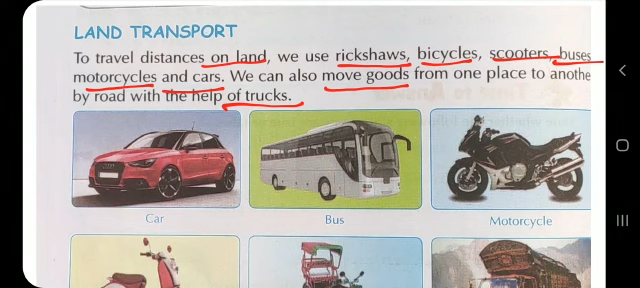 LAND TRANSPORT
To travel distances on land, we use rickshaws, bicycles, scooters, buses
motorcycles and cars. We can also move goods from one place to anothe
by road with the help of trucks.
Car
Bus
Motorcycle